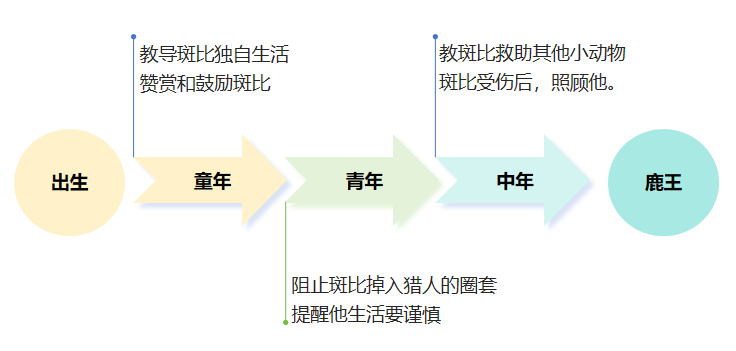 教导斑比独自生活
赞赏和鼓励斑比
教斑比救助其他小动物
斑比受伤后，照顾他。
出生
童年
青年
中年
鹿王
阻止斑比掉入猎人的圈套
提醒他生活要谨慎